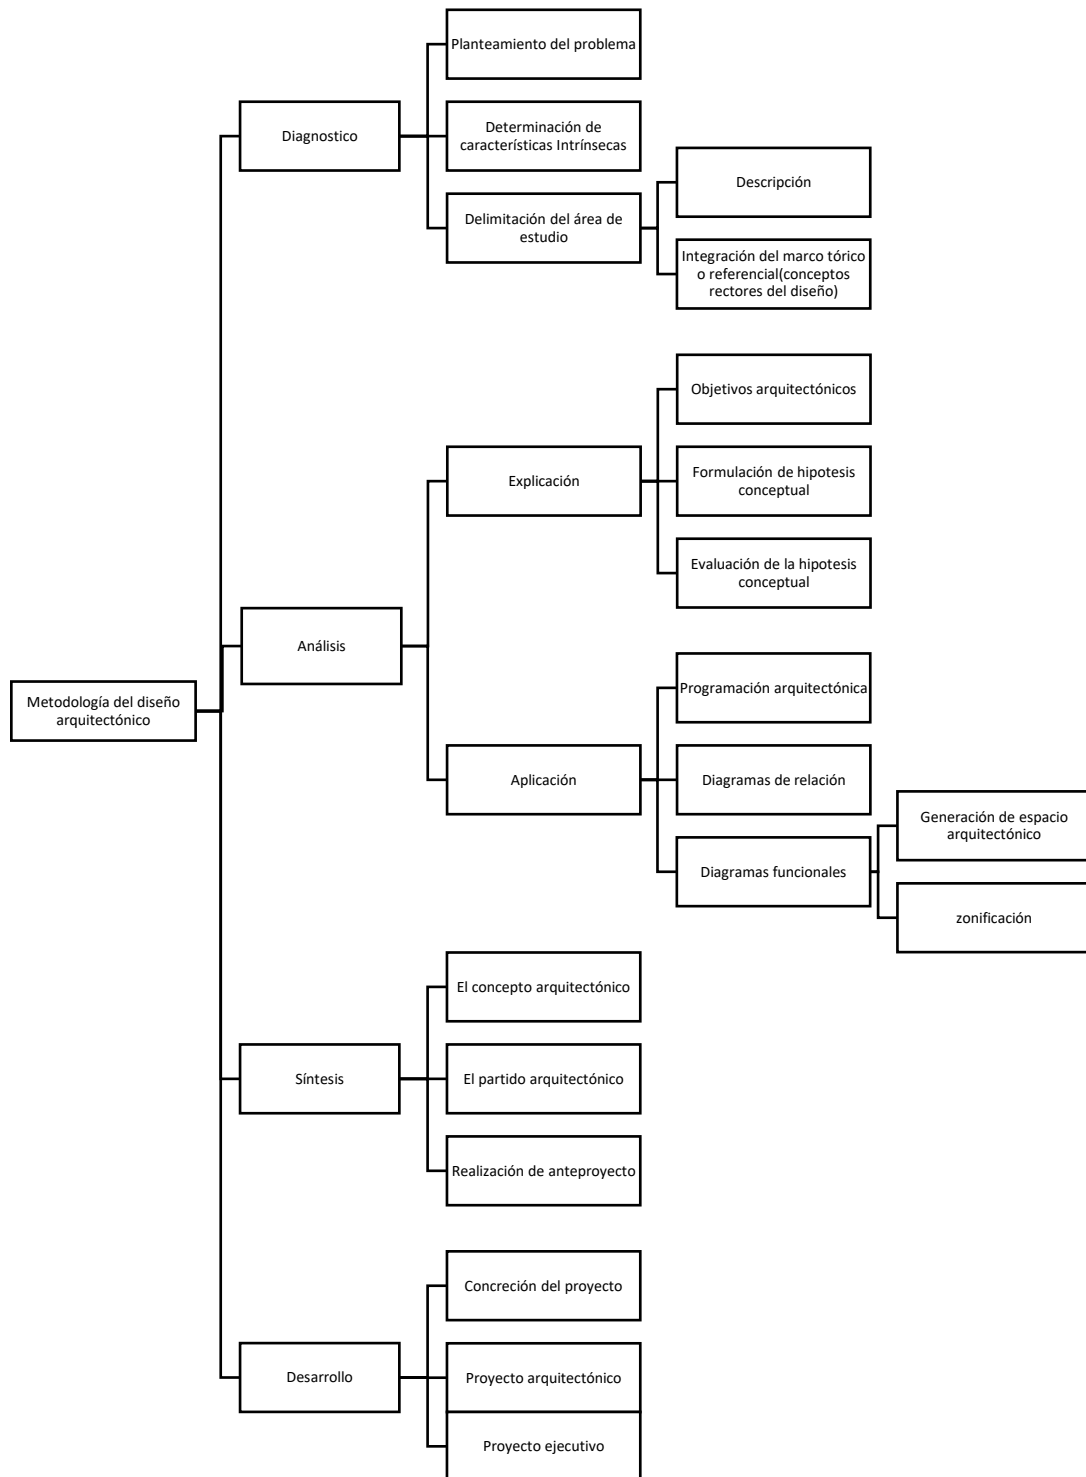 Metodología del diseño
arquitectónico
Diagnostico
Planteamiento del problema
Determinación de
características Intrínsecas
Delimitación del área de
estudio
Descripción
Integración del marco tórico
o referencial(conceptos
rectores del diseño)
Análisis
Explicación
Objetivos arquitectónicos
Formulación de hipotesis
conceptual
Evaluación de la hipotesis
conceptual
Aplicación
Programación arquitectónica
Diagramas de relación
Diagramas funcionales
Generación de espacio
arquitectónico
zonificación
Síntesis
El concepto arquitectónico
El partido arquitectónico
Realización de anteproyecto
Desarrollo
Concreción del proyecto
Proyecto arquitectónico
Proyecto ejecutivo